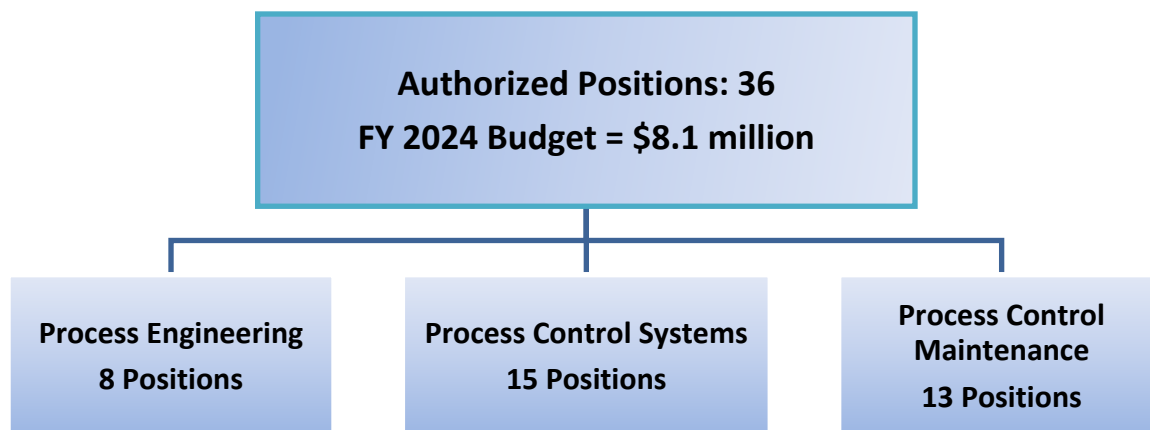 Authorized Positions: 36
FY 2024 Budget = $8.1 million
Process Engineering
8 Positions
Process Control Systems
15 Positions
Process Control
Maintenance
13 Positions